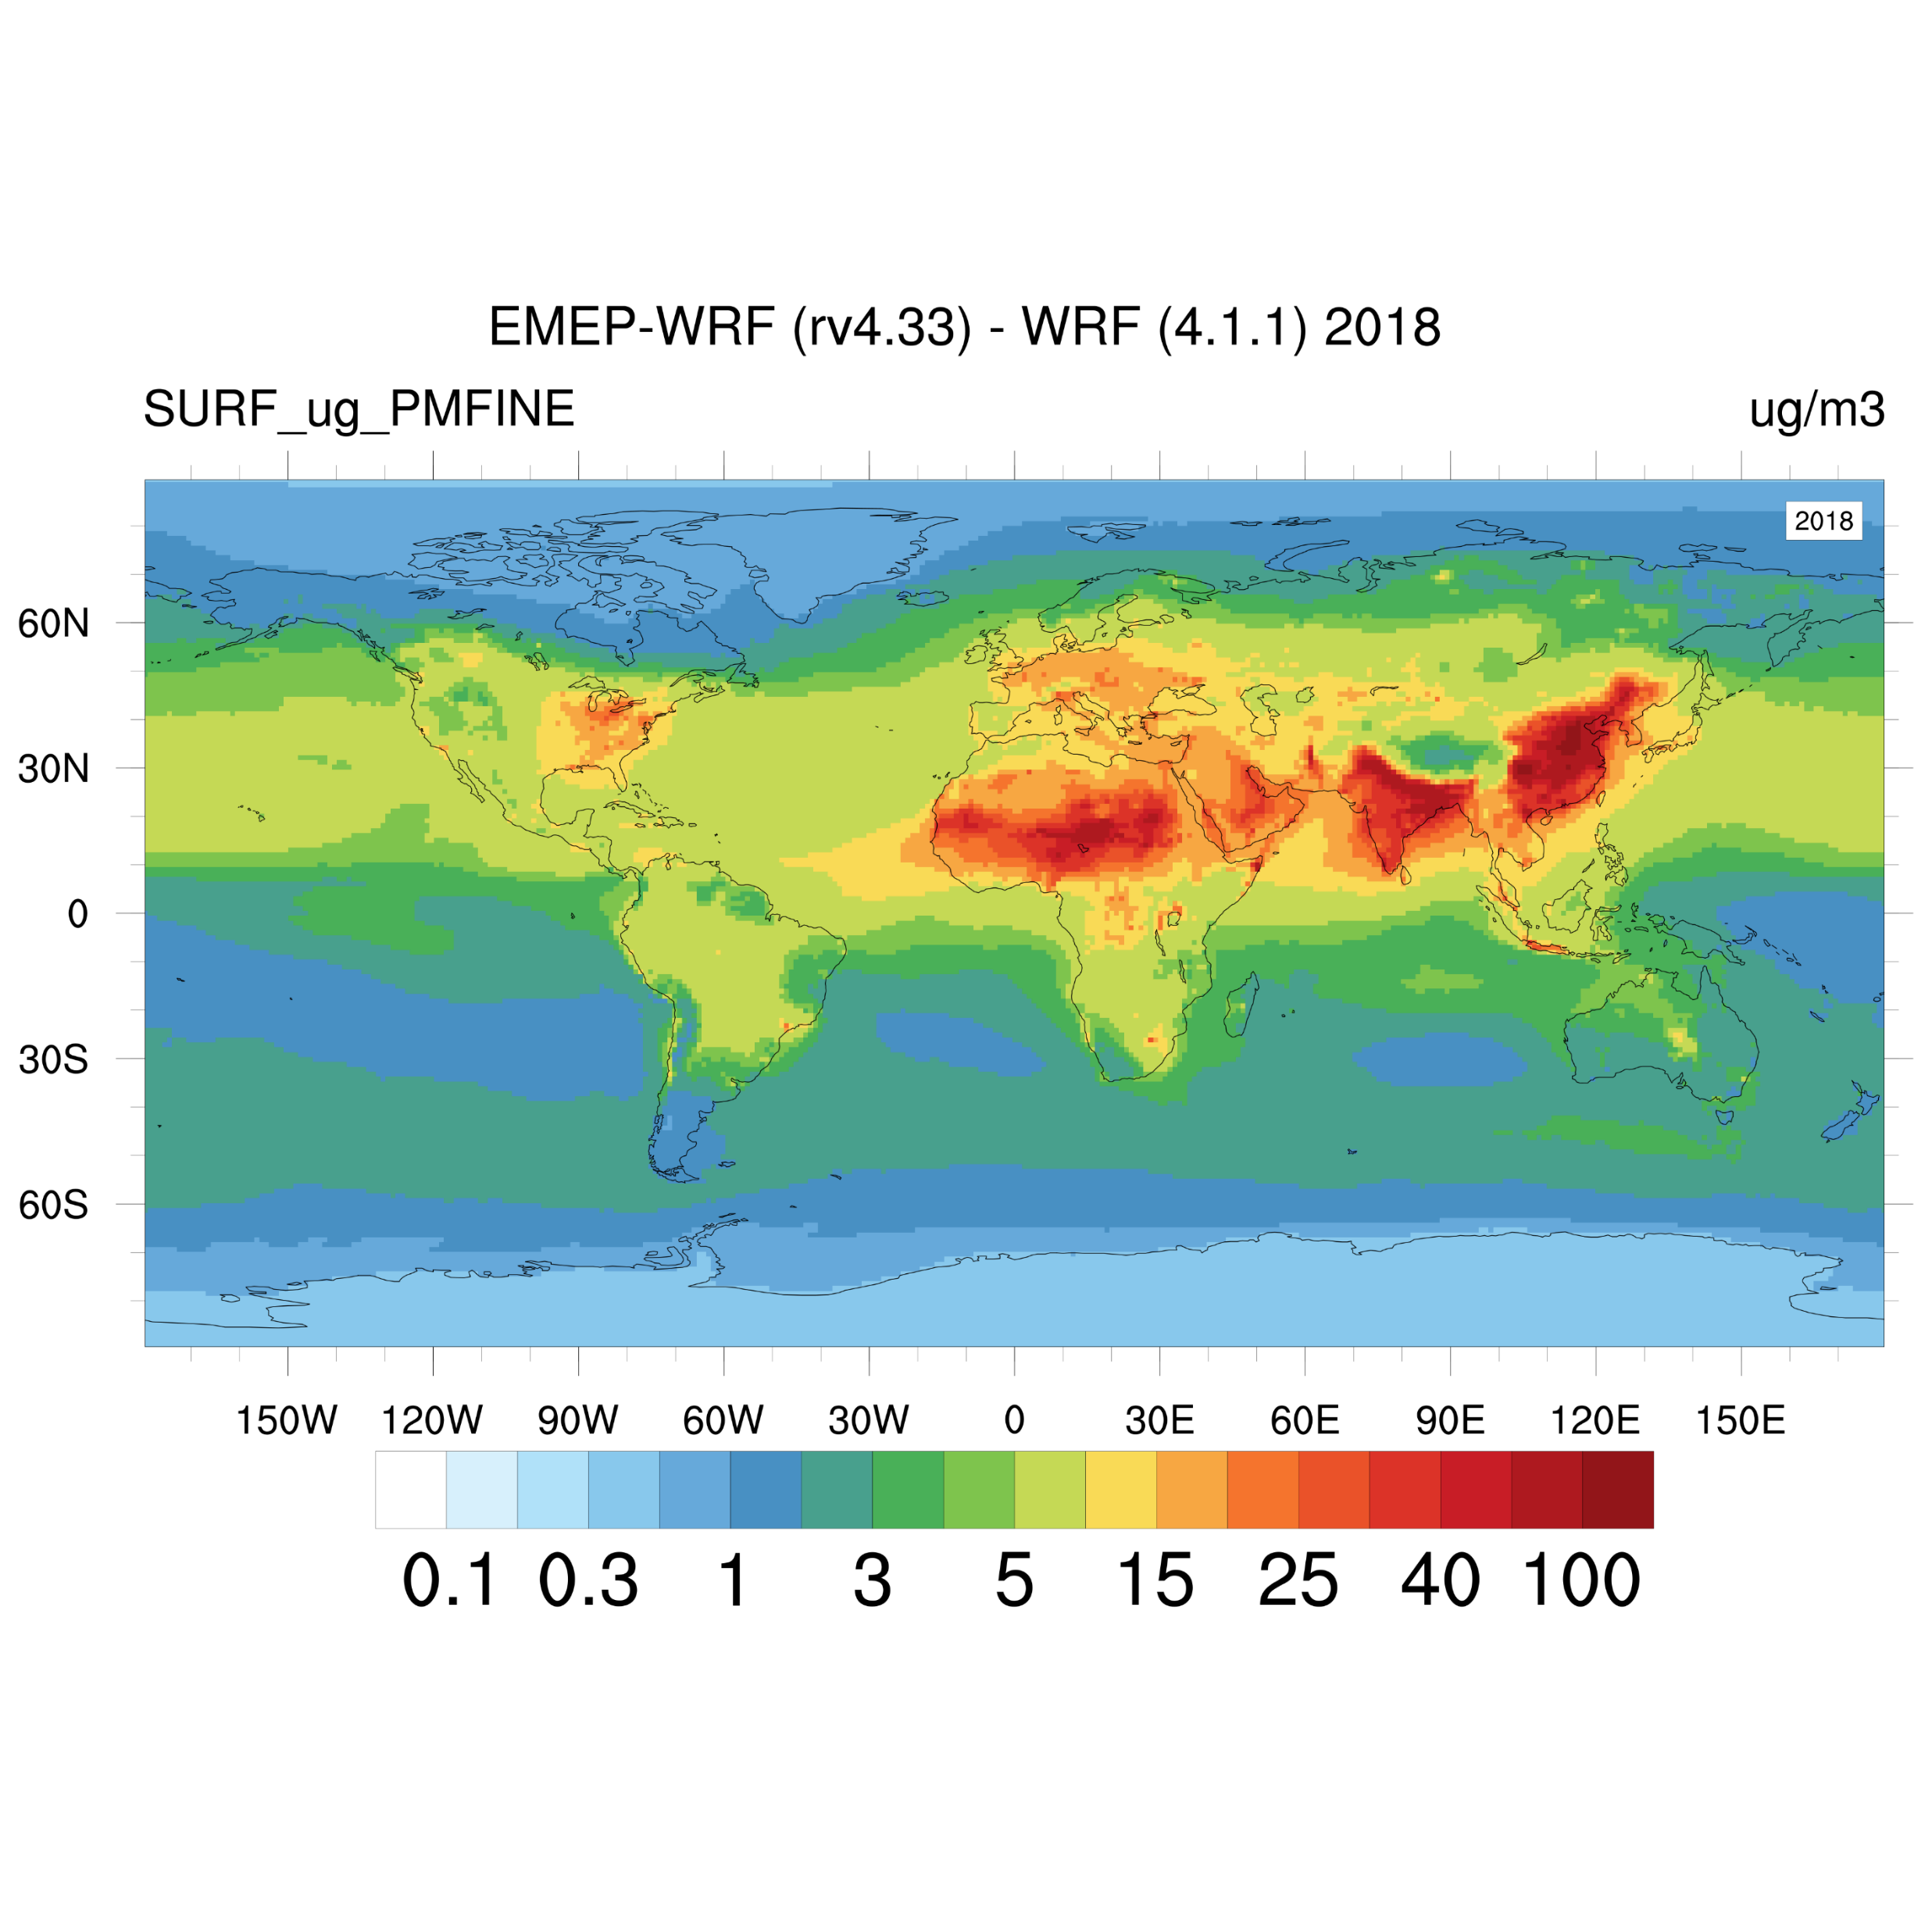 EMEP-WRF (rv4.33) - WRF (4.1.1) 2018
SURF_ug_PMFINE ug/m3
2018
60N
30N
0
30S
60S
150W 120W 90W 60W 30W 0 30E 60E 90E 120E 150E
0.1 0.3 1 3 5 15 25 40 100